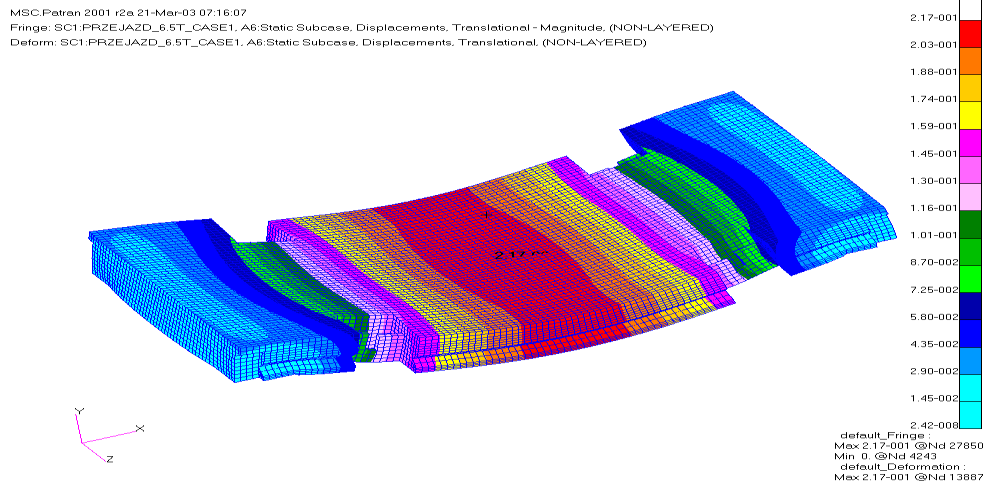 MSC.Patran 2001 r2a 21-Mar-03 07:16:07
Fringe: SC1:PRZEJAZD_6.5T_CASE1, A6:Static Subcase, Displacements, Translational-Magnitude, (NON-LAYERED)
Deform: SC1:PRZEJAZD_6.5T_CASE1, A6:Static Subcase, Displacements, Translational, (NON-LAYERED)
2.17-001
2.03-001
1.88-001
1.74-001
1.59-001
1.45-001
1.30-001
1.16-001
1.01-001
8.70-002
7.25-002
5.80-002
4.35-002
2.90-002
1.45-002
2.42-008
Y
X
Z
default_Fringe :
Max 2.17-001 @Nd 27850
Min 0. @Nd 4243
default_Deformation :
Max 2.17-001 @Nd 13887